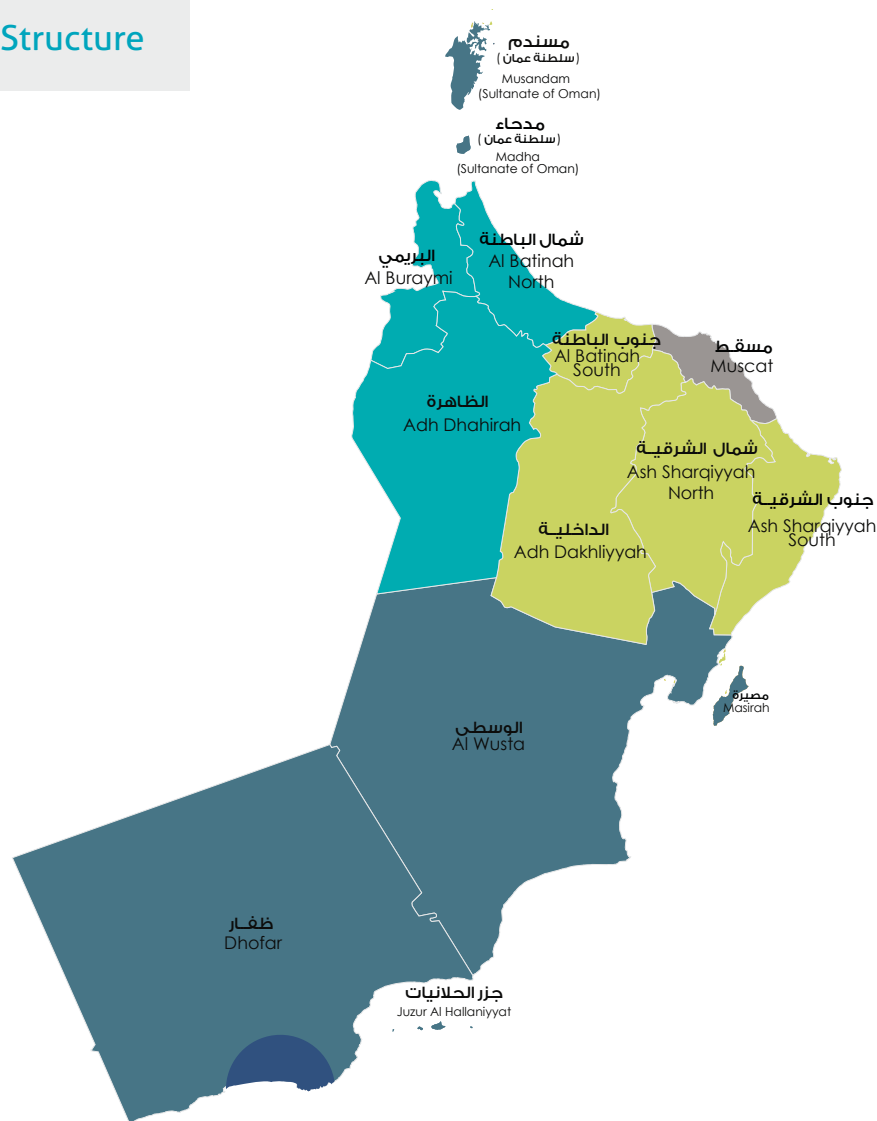 Structure
مسندم
(سلطنة عمان)
Musandam
(Sultanate of Oman)
مدحاء
(سلطنة عمان)
Madha
(Sultanate of Oman)
شمال الباطنة
Al Batinah
North
البريمي
Al Buraymi
جنوب الباطنة
Al Batinah
South
مسقط
Muscat
الظاهرة
Adh Dhahirah
شمال الشرقية
Ash Sharqiyyah
North
جنوب الشرقية
Ash Sharqiyyah
South
الداخلية
Adh Dakhliyyah
مصيرة
Masirah
الوسطى
Al Wusta
ظفار
Dhofar
جزر الحلانيات
Juzur Al Hallaniyyat